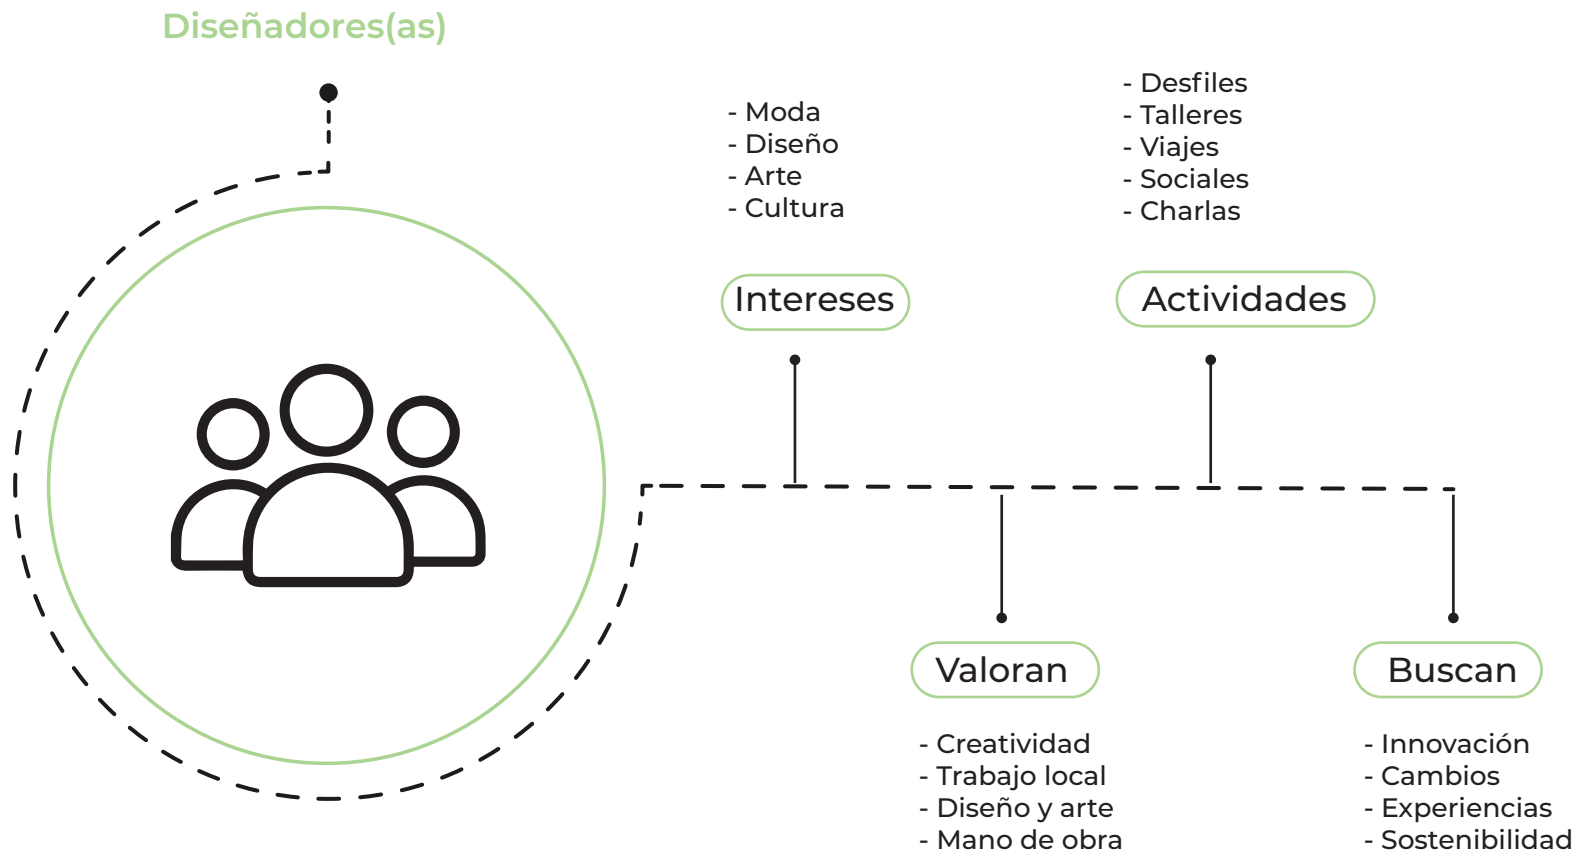 Diseñadores(as)
- Moda
- Diseño
- Arte
- Cultura
Intereses
- Desfiles
- Talleres
- Viajes
- Sociales
- Charlas
Actividades
Valoran
- Creatividad
- Trabajo local
- Diseño y arte
- Mano de obra
Buscan
- Innovación
- Cambios
- Experiencias
- Sostenibilidad